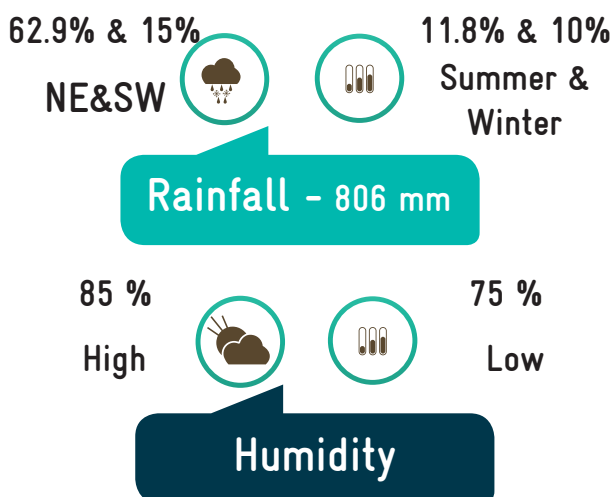 62.9% & 15%
NE&SW
11.8% & 10%
Summer &
Winter
Rainfall - 806 mm
85 %
High
75 %
Low
Humidity